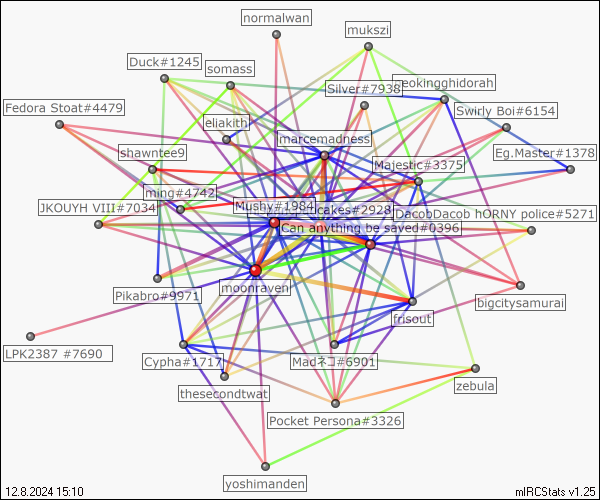 normalwan
mukszi
Duck#1245
somass
Silver#7938
eokingghidorah
Fedora Stoat#4479
Swirly Boi#6154
eliakith
marcemadness
shawntee9
Majestic#3375
Eg.Master#1378
ming#4742
JKOUYH VIII#7034
Mushy#1984
cakes#2928
DacobDacob hORNY police#5271
Can anything be saved#0396
moonraven
Pikabro#9971
bigcitysamurai
frisout
LPK2387 #7690
Cypha#1717
Madネコ#6901
thesecondtwat
zebula
Pocket Persona#3326
yoshimanden
12.8.2024 15:10
mIRCStats v1.25